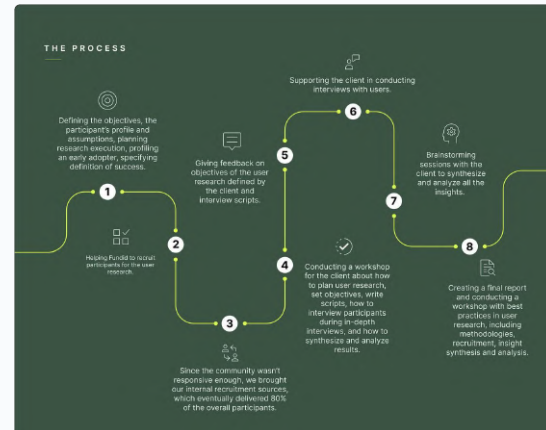 THE PROCESS
Defining the objectives, the
participant's profile and
assumptions, planning
research execution, profiling
an early adopter, specifying
definition of success.
1
Helping Fundid to recruit
participants for the user
research.
2
Since the community wasn't
responsive enough, we brought
our internal recruitment sources,
which eventually delivered 80%
of the overall participants.
3
Conducting a workshop
for the client about how
to plan user research,
set objectives, write
scripts, how to
interview participants
during in-depth
interviews, and how to
synthesize and analyze
results.
4
Giving feedback on
objectives of the user
research defined by
the client and
interview scripts.
5
Supporting the client in conducting
interviews with users.
6
Brainstorming
sessions with the
client to synthesize
and analyze all the
insights.
7
8
Creating a final report
and conducting a
workshop with best
practices in user
research, including
methodologies,
recruitment, insight
synthesis and analysis.